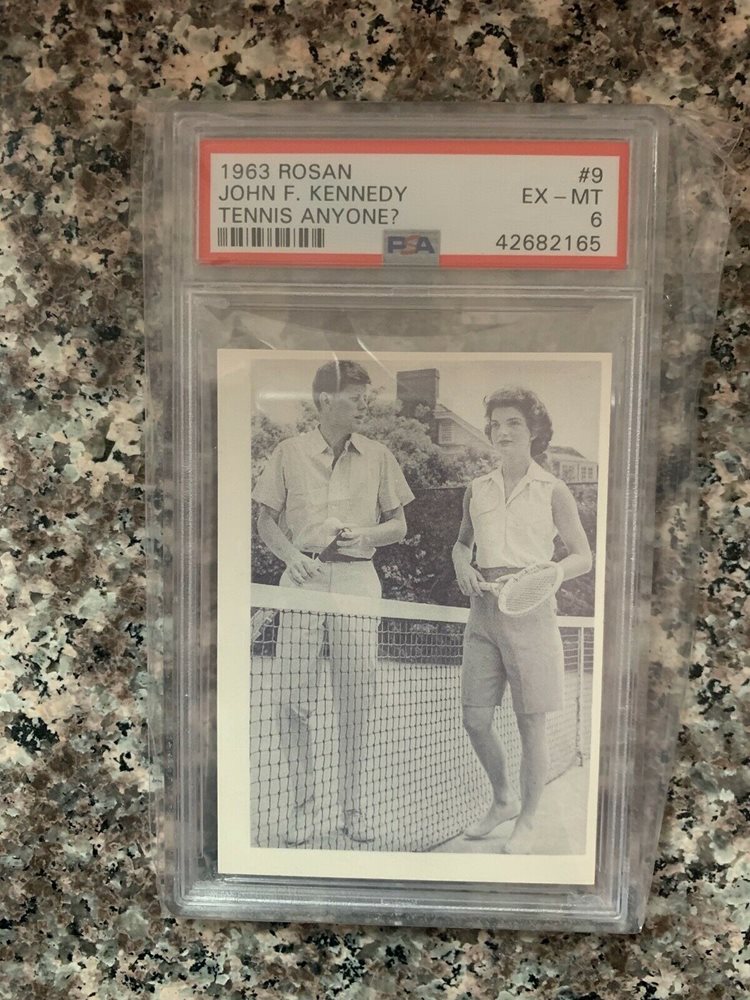 1963 ROSAN #9
JOHN F. KENNEDY EX - MT
TENNIS ANYONE? 6
PSA 42682165